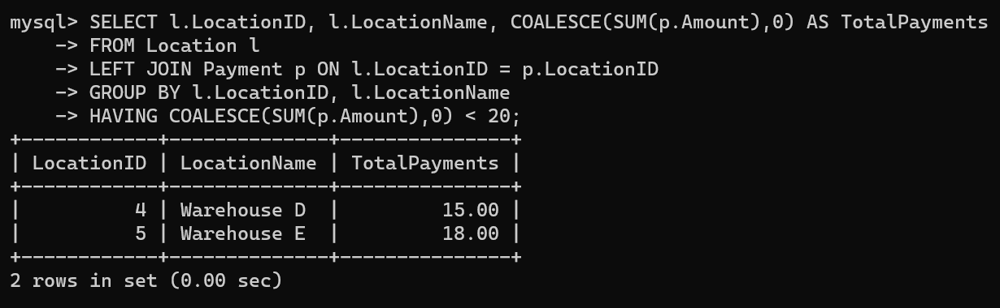 mysql> SELECT l.LocationID, l.LocationName, COALESCE(SUM(p.Amount),0) AS TotalPayments
    -> FROM Location l
    -> LEFT JOIN Payment p ON l.LocationID = p.LocationID
    -> GROUP BY l.LocationID, l.LocationName
    -> HAVING COALESCE(SUM(p.Amount),0) < 20;
+------------+--------------+---------------+
| LocationID | LocationName | TotalPayments |
+------------+--------------+---------------+
|          4 | Warehouse D  |         15.00 |
|          5 | Warehouse E  |         18.00 |
+------------+--------------+---------------+
2 rows in set (0.00 sec)